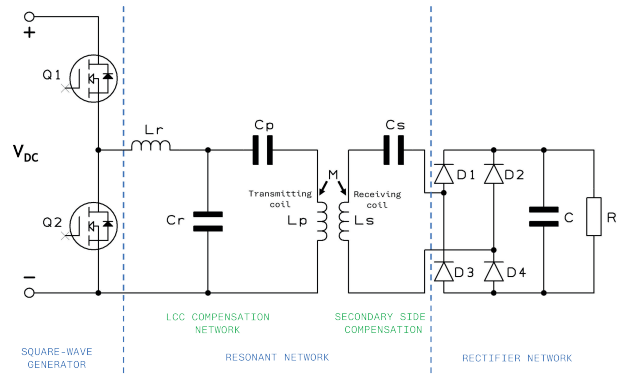 +
Q1
Lr
Cp
Cs
VDC
M
D1
D2
Transmitting
coil
Receiving
coil
Q2
Cr
Lp
Ls
C
R
D3
D4
−
LCC COMPENSATION
NETWORK
SECONDARY SIDE
COMPENSATION
SQUARE-WAVE
GENERATOR
RESONANT NETWORK
RECTIFIER NETWORK